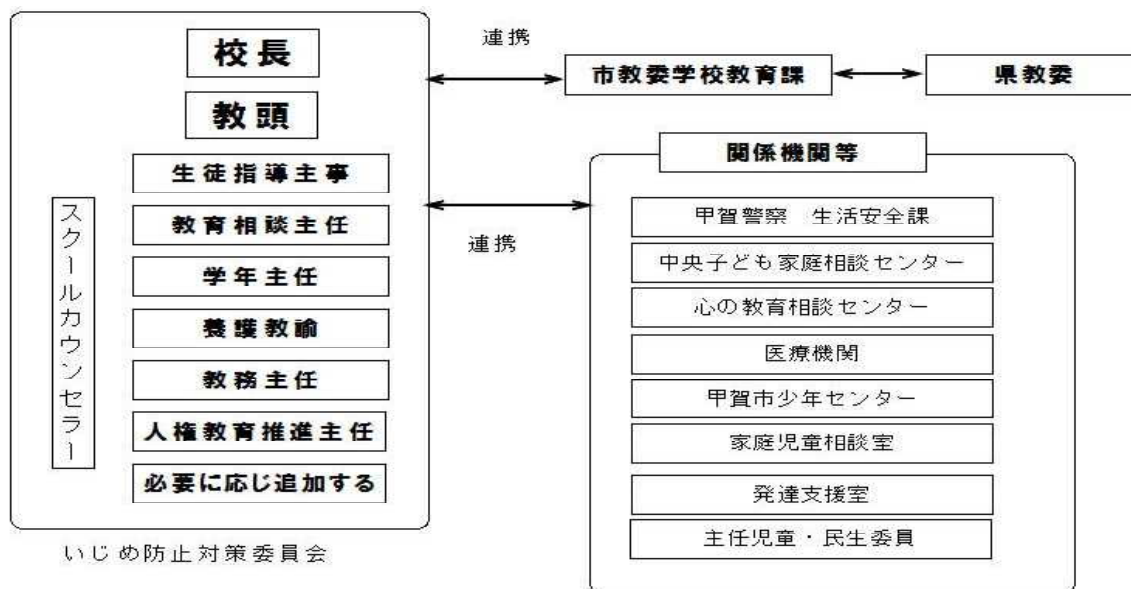 校長
教頭
生徒指導主事
教育相談主任
学年主任
養護教諭
教務主任
人権教育推進主任
必要に応じ追加する
スクールカウンセラー
いじめ防止対策委員会
連携
市教委学校教育課
県教委
連携
関係機関等
甲賀警察　生活安全課
中央子ども家庭相談センター
心の教育相談センター
医療機関
甲賀市少年センター
家庭児童相談室
発達支援室
主任児童・民生委員